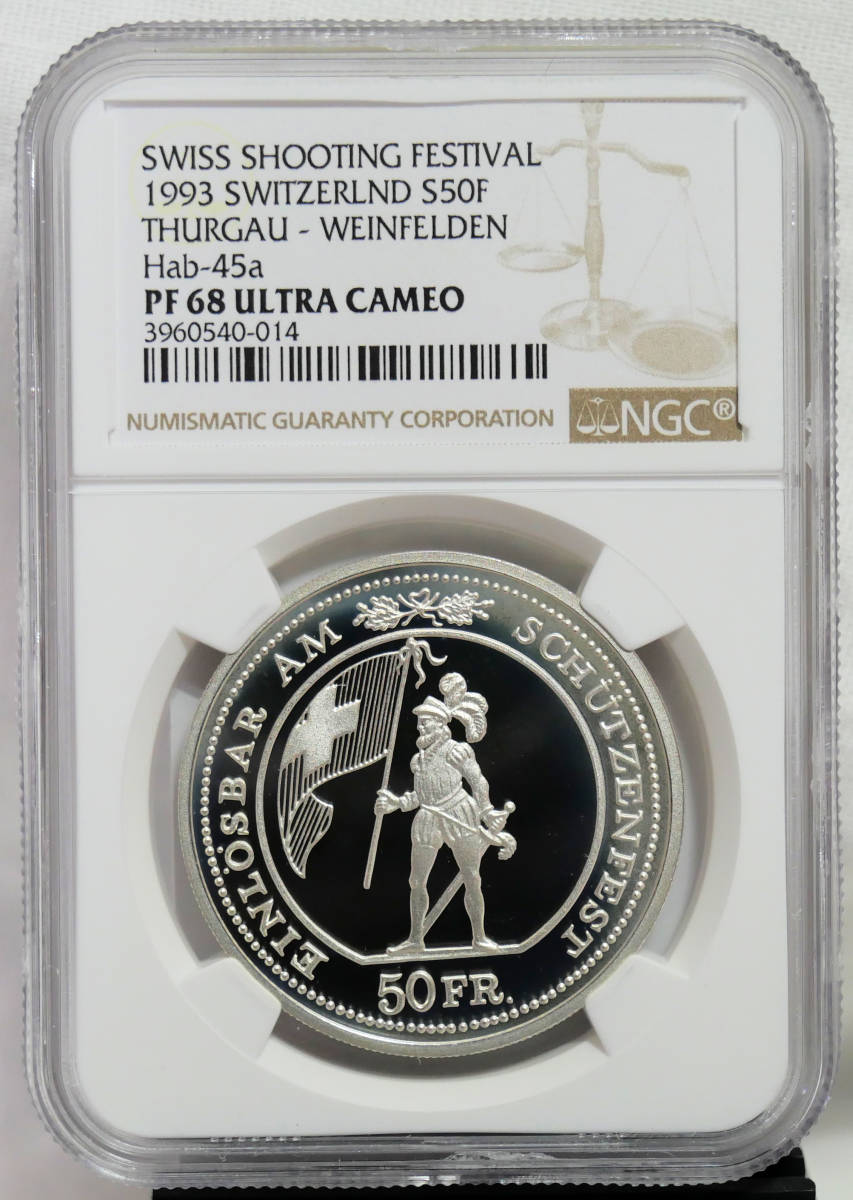 SWISS SHOOTING FESTIVAL
1993 SWITZERLND S50F
THURGAU - WEINFELDEN
Hab-45a
PF 68 ULTRA CAMEO
3960540-014
NUMISMATIC GUARANTY CORPORATION
NGC®
EINLÖSBAR AM SCHÜTZENFEST
50 FR.